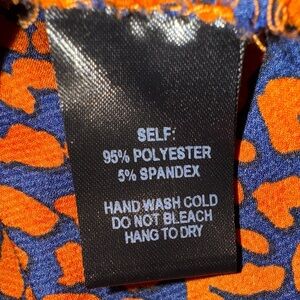 SELF:
95% POLYESTER
5% SPANDEX
HAND WASH COLD
DO NOT BLEACH
HANG TO DRY